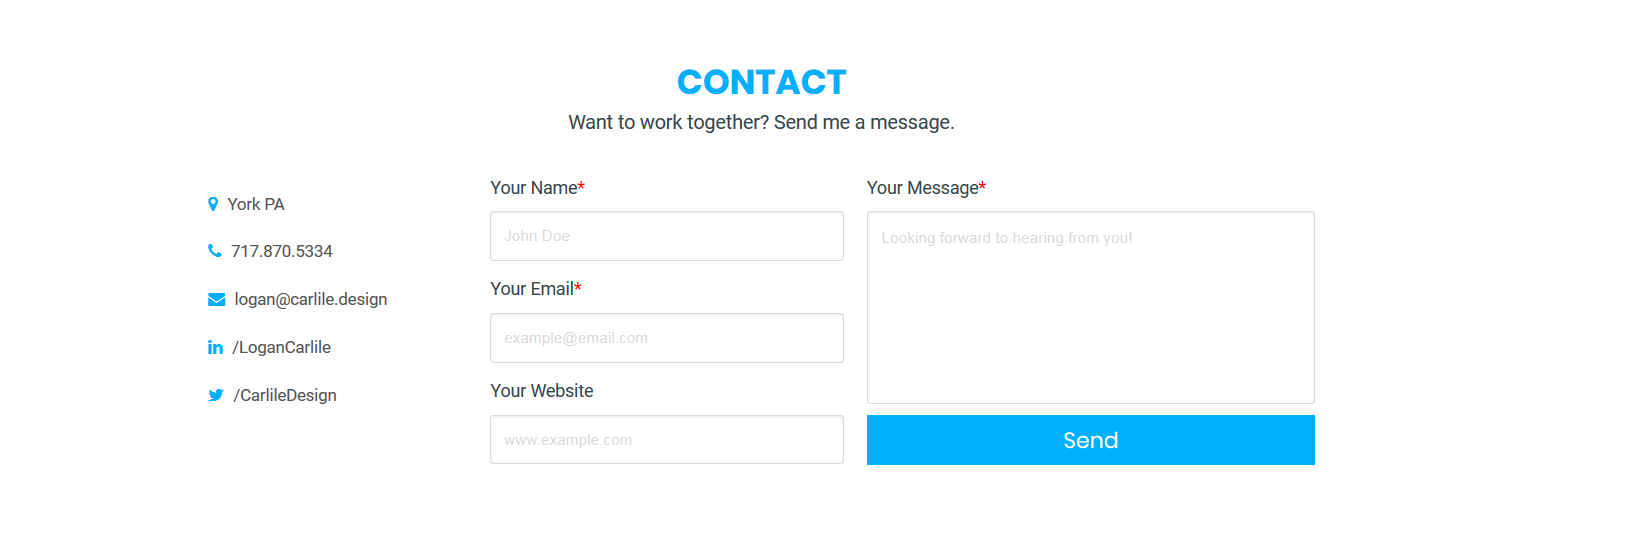 CONTACT
Want to work together? Send me a message.
York PA
717.870.5334
logan@carlile.design
/LoganCarlile
/CarlileDesign
Your Name*
John Doe
Your Email*
example@email.com
Your Website
www.example.com
Your Message*
Looking forward to hearing from you!
Send